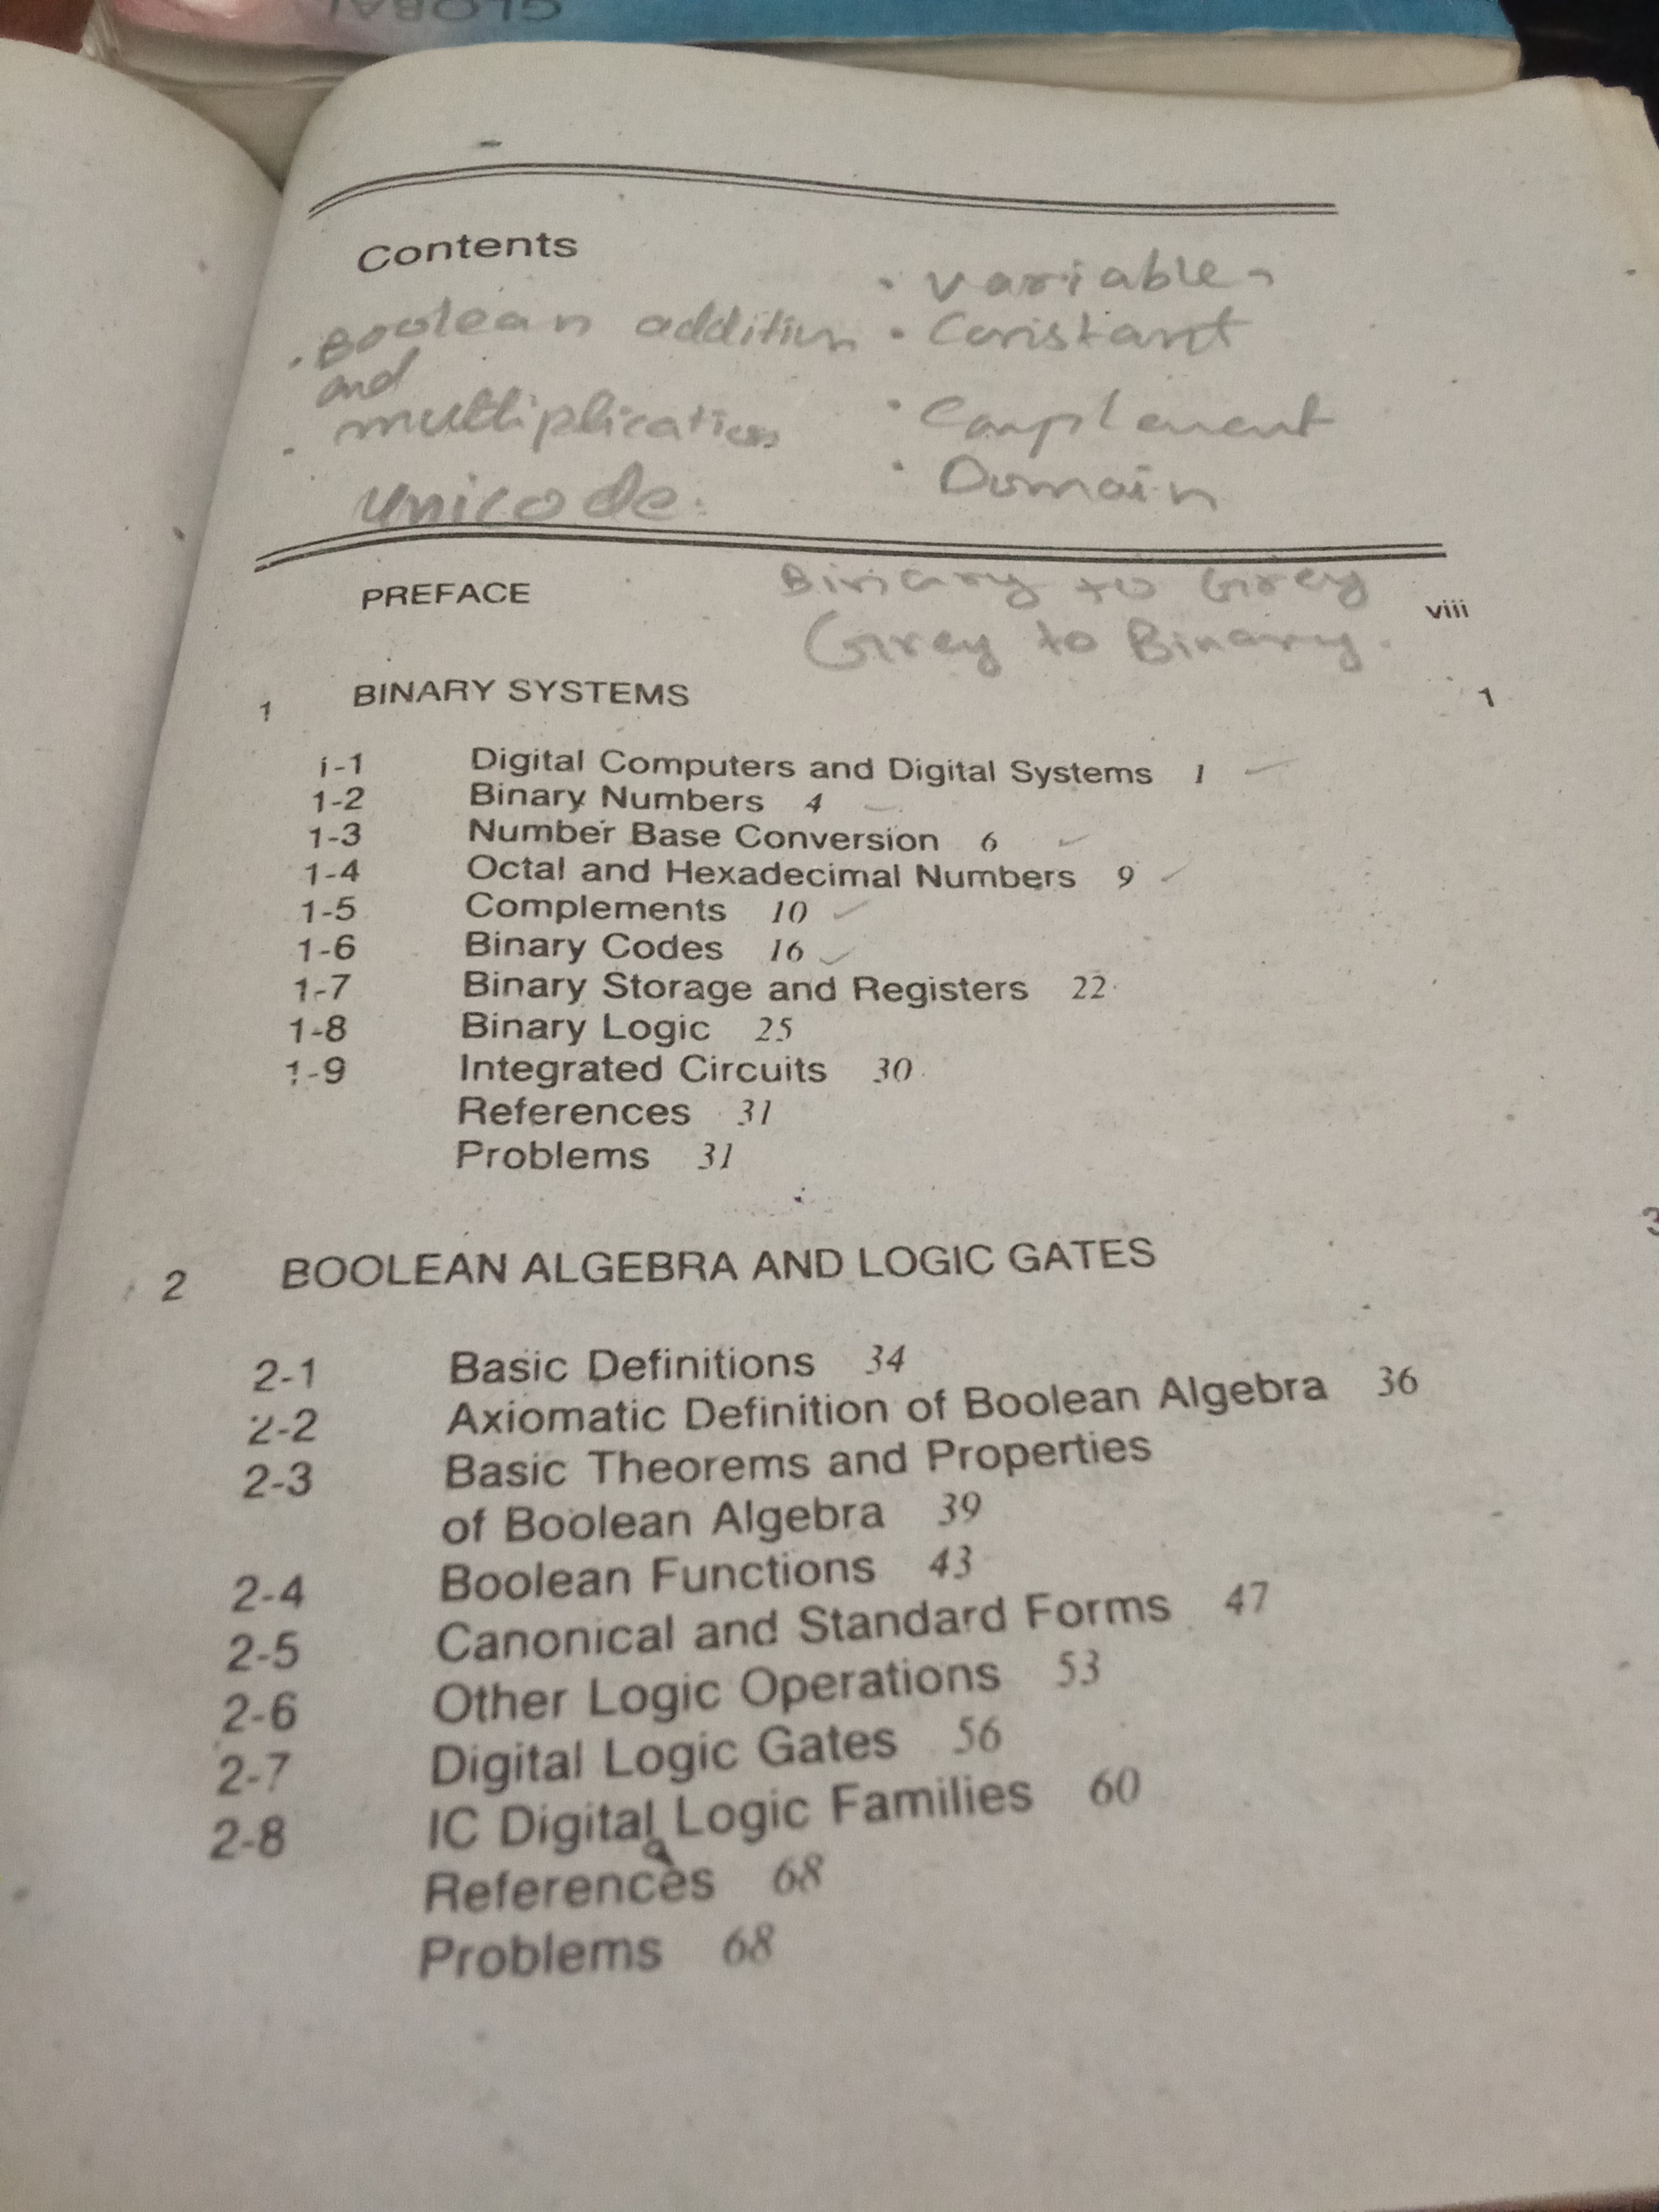 GLOBAL
Contents
• Variable
• Boolean addition
• Constant
and
• multiplication
• Complement
Unicode.
• Domain
PREFACE viii
Binary to Grey
Grey to Binary.
1 BINARY SYSTEMS 1
1-1 Digital Computers and Digital Systems 1
1-2 Binary Numbers 4
1-3 Number Base Conversion 6
1-4 Octal and Hexadecimal Numbers 9
1-5 Complements 10
1-6 Binary Codes 16
1-7 Binary Storage and Registers 22
1-8 Binary Logic 25
1-9 Integrated Circuits 30
References 31
Problems 31
2 BOOLEAN ALGEBRA AND LOGIC GATES 3
2-1 Basic Definitions 34
2-2 Axiomatic Definition of Boolean Algebra 36
2-3 Basic Theorems and Properties
of Boolean Algebra 39
2-4 Boolean Functions 43
2-5 Canonical and Standard Forms 47
2-6 Other Logic Operations 53
2-7 Digital Logic Gates 56
2-8 IC Digital Logic Families 60
References 68
Problems 68